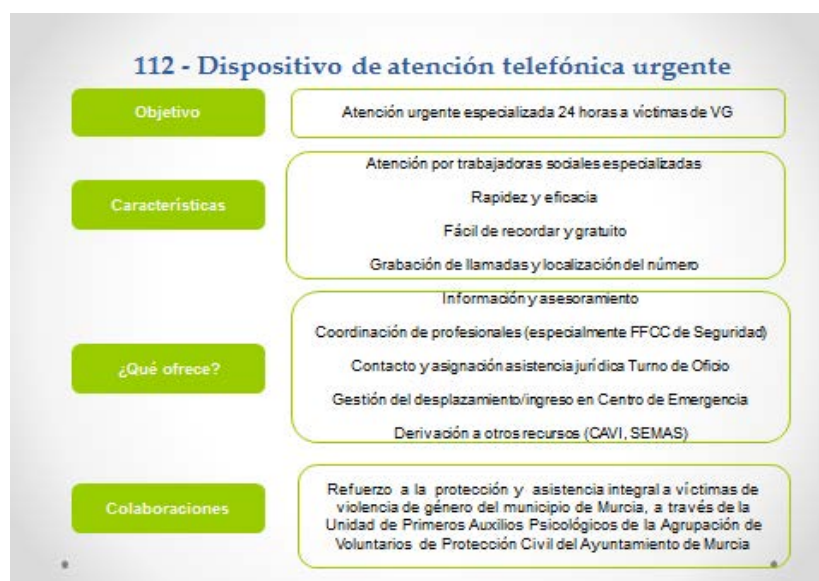 112 - Dispositivo de atención telefónica urgente
Objetivo
Atención urgente especializada 24 horas a víctimas de VG
Características
Atención por trabajadoras sociales especializadas
Rapidez y eficacia
Fácil de recordar y gratuito
Grabación de llamadas y localización del número
¿Qué ofrece?
Información y asesoramiento
Coordinación de profesionales (especialmente FFCC de Seguridad)
Contacto y asignación asistencia jurídica Turno de Oficio
Gestión del desplazamiento/ingreso en Centro de Emergencia
Derivación a otros recursos (CAVI, SEMAS)
Colaboraciones
Refuerzo a la protección y asistencia integral a víctimas de
violencia de género del municipio de Murcia, a través de la
Unidad de Primeros Auxilios Psicológicos de la Agrupación de
Voluntarios de Protección Civil del Ayuntamiento de Murcia